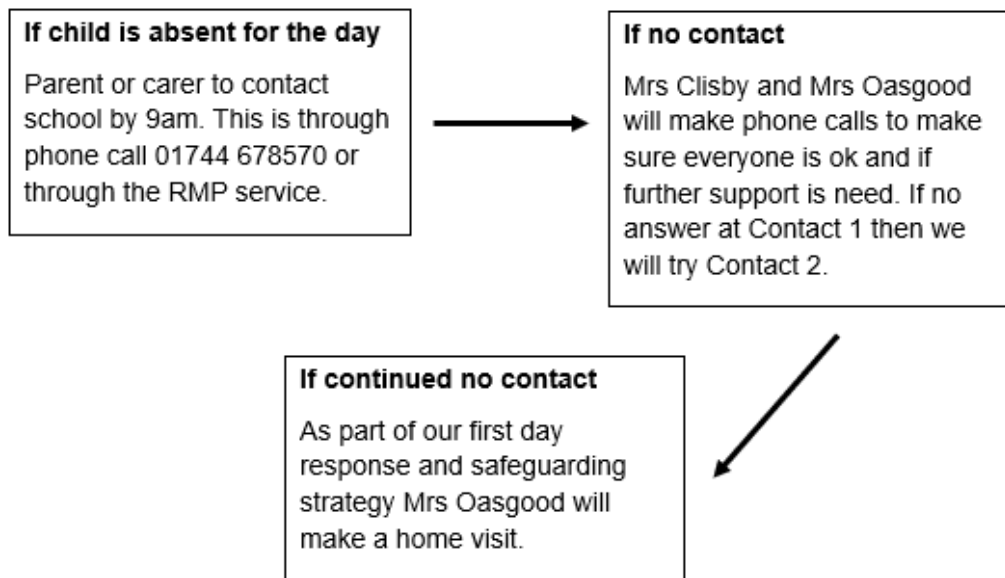 If child is absent for the day
Parent or carer to contact
school by 9am. This is through
phone call 01744 678570 or
through the RMP service.
If no contact
Mrs Clisby and Mrs Oasgood
will make phone calls to make
sure everyone is ok and if
further support is need. If no
answer at Contact 1 then we
will try Contact 2.
If continued no contact
As part of our first day
response and safeguarding
strategy Mrs Oasgood will
make a home visit.